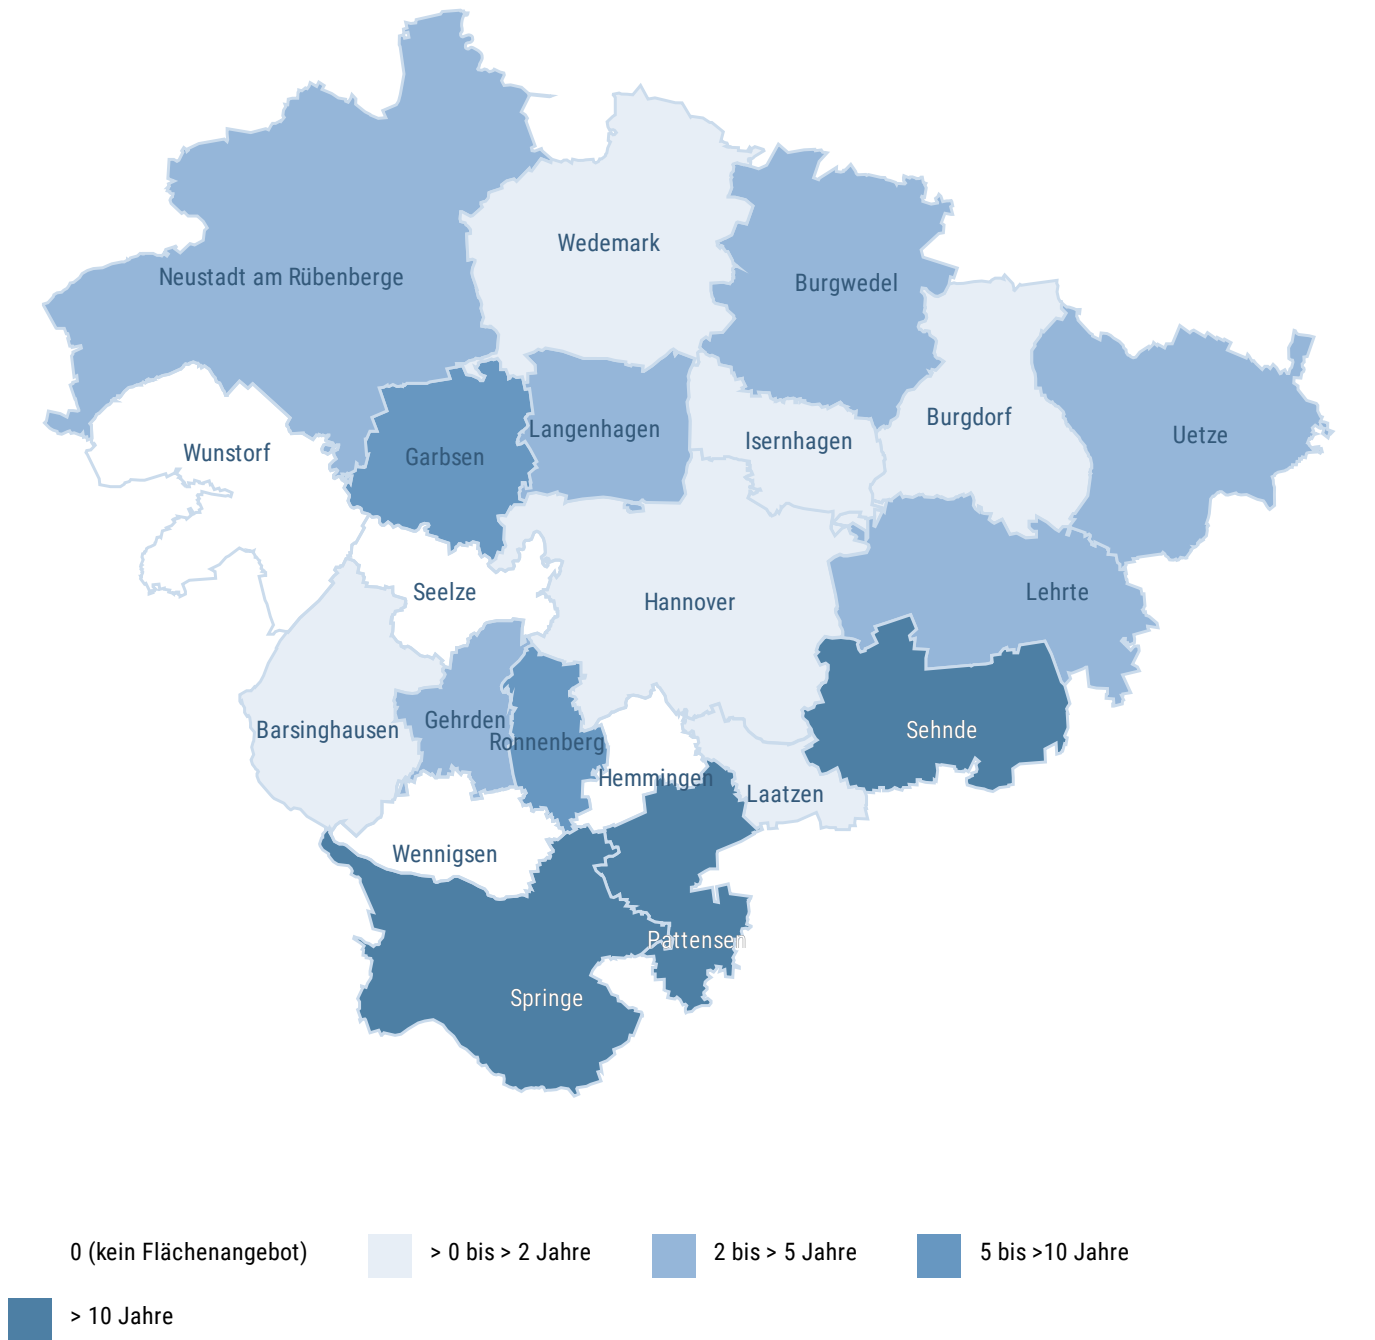 Wedemark
Neustadt am Rübenberge
Burgwedel
Burgdorf
Langenhagen
Uetze
Isernhagen
Wunstorf
Garbsen
Seelze
Lehrte
Hannover
Gehrden
Barsinghausen
Sehnde
Ronnenberg
Hemmingen
Laatzen
Wennigsen
Pattensen
Springe
0 (kein Flächenangebot)
> 0 bis > 2 Jahre
2 bis > 5 Jahre
5 bis >10 Jahre
> 10 Jahre